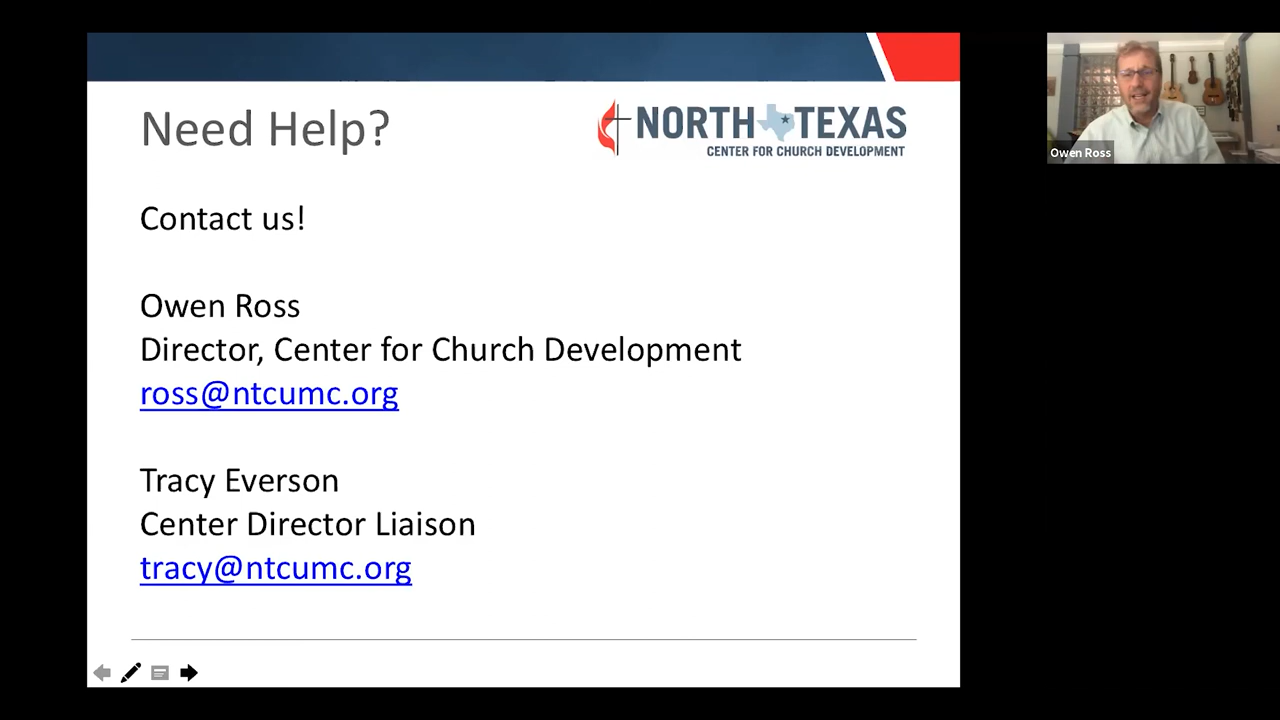 Need Help?
NORTH TEXAS
CENTER FOR CHURCH DEVELOPMENT
Contact us!
Owen Ross
Director, Center for Church Development
ross@ntcumc.org
Tracy Everson
Center Director Liaison
tracy@ntcumc.org
Owen Ross